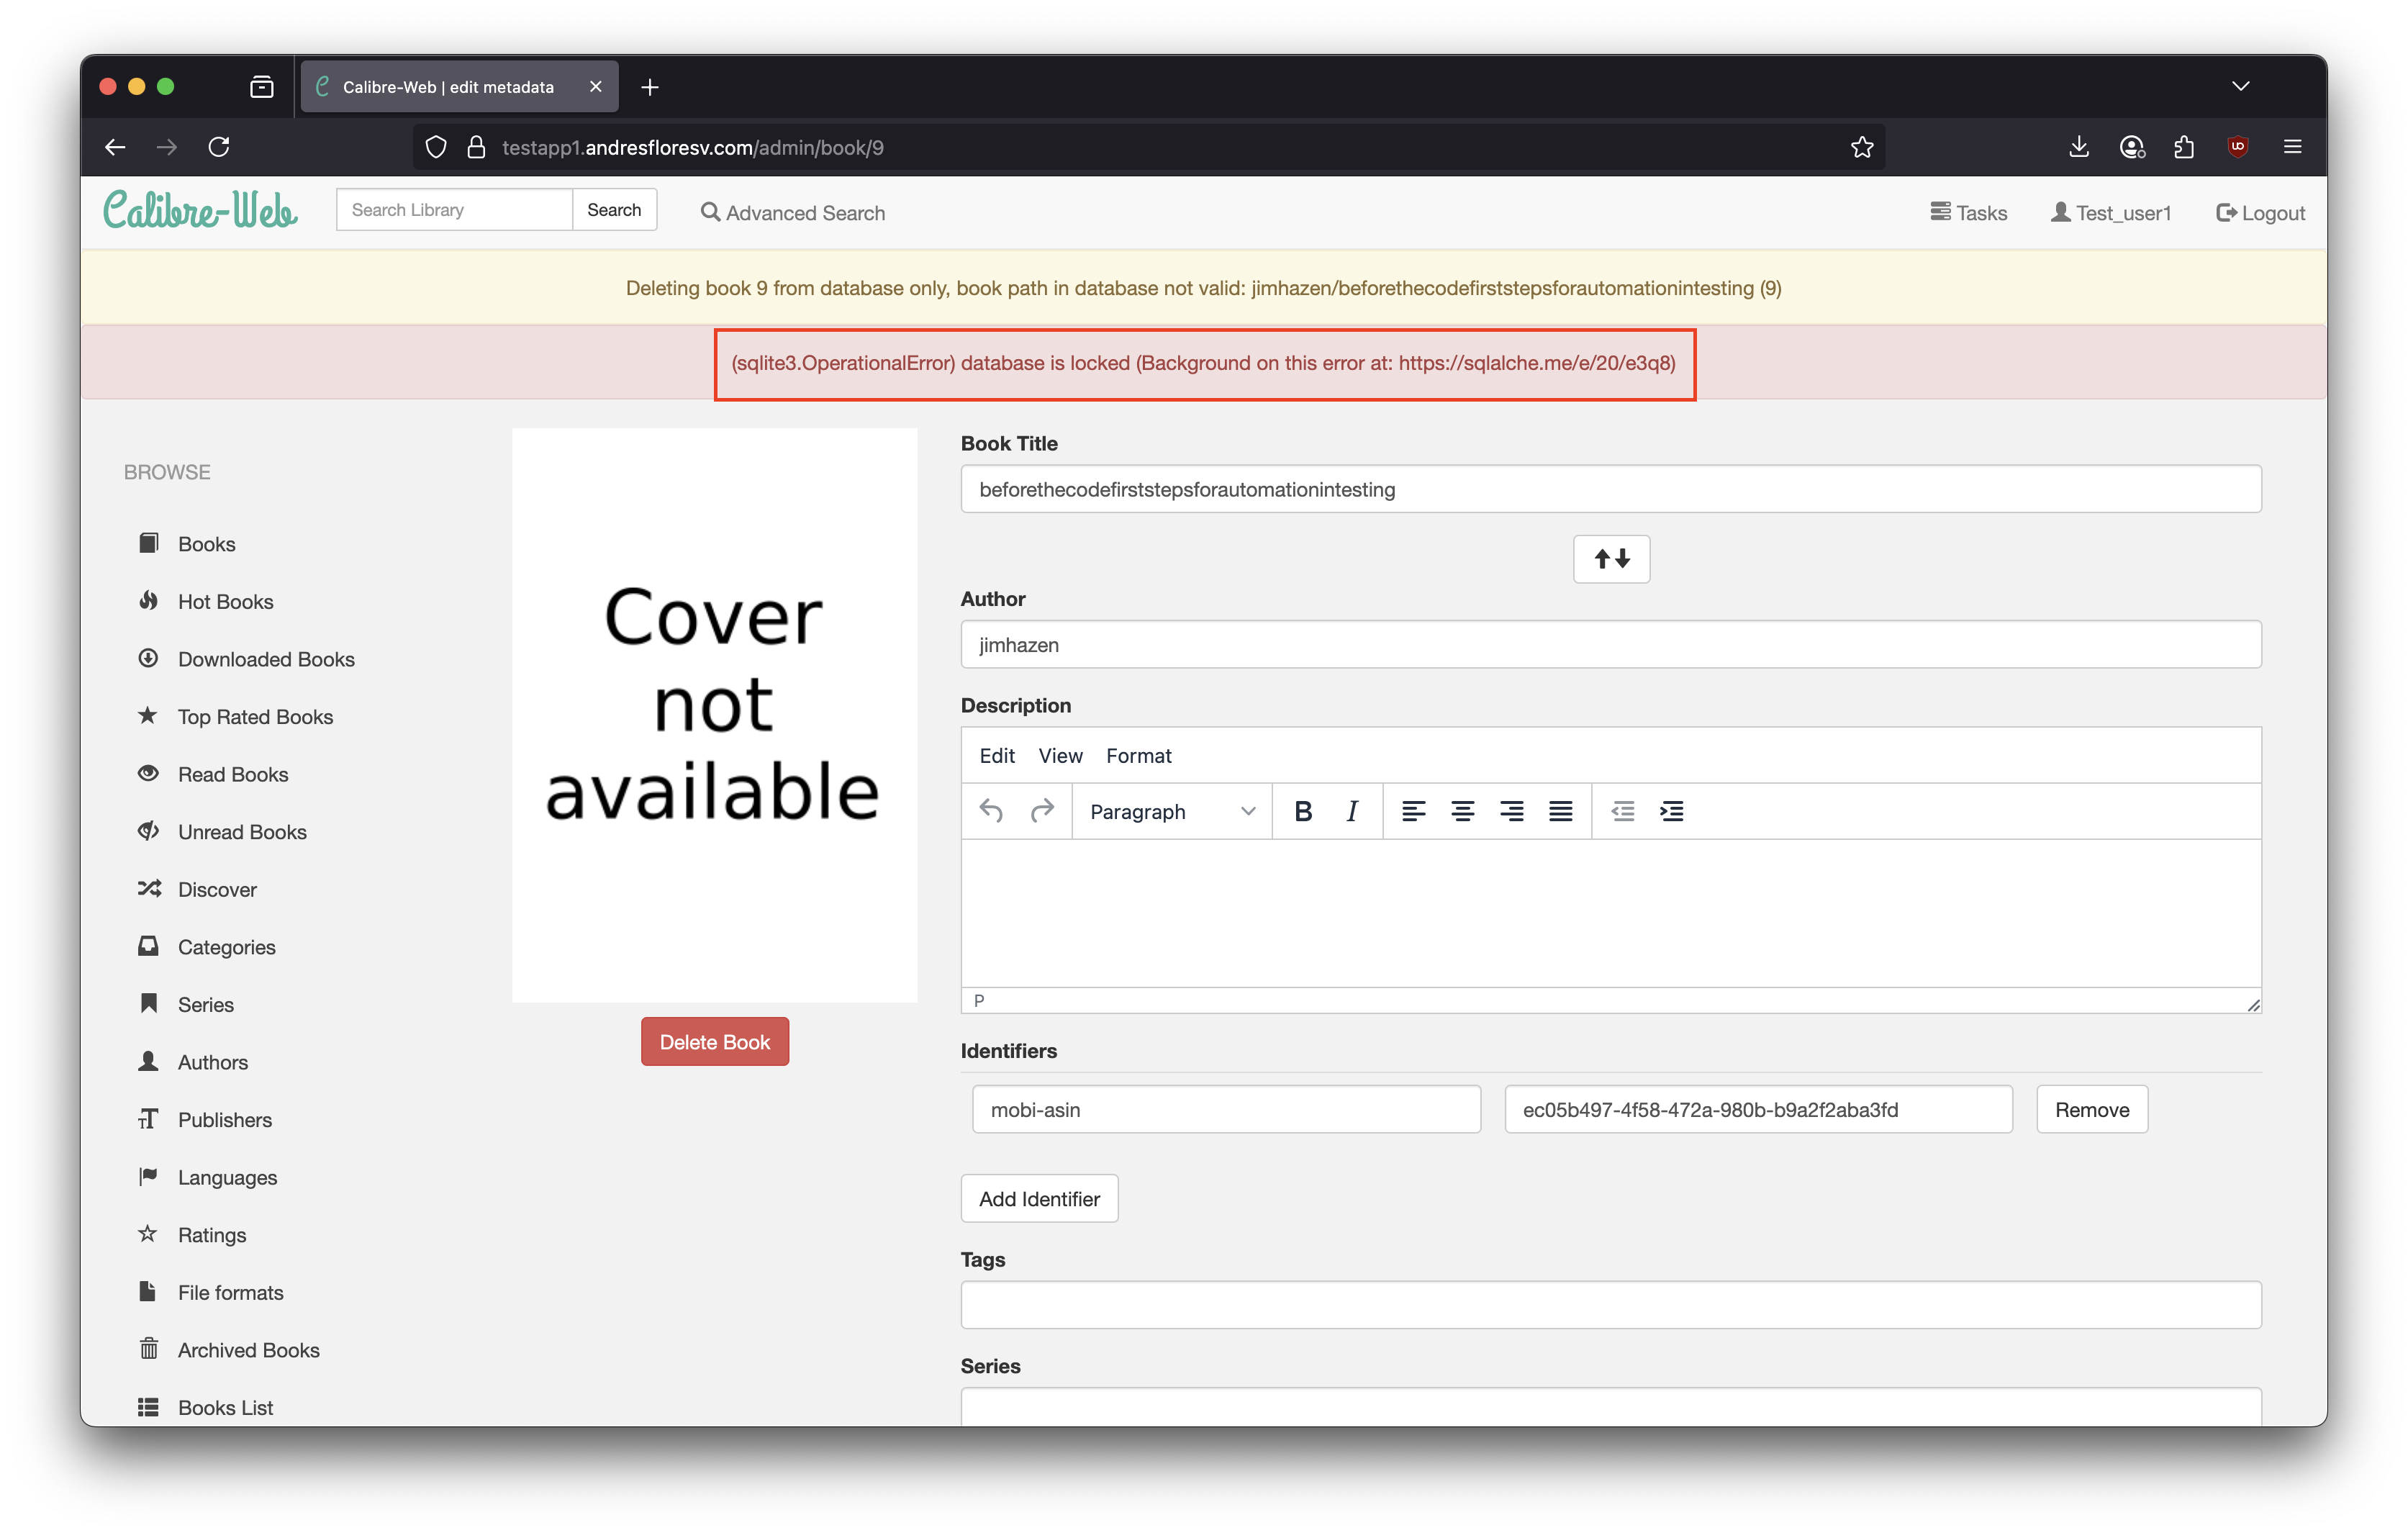 Calibre-Web | edit metadata
testapp1.andresfloresv.com/admin/book/9
Calibre-Web
Search Library
Search
Advanced Search
Tasks
Test_user1
Logout
Deleting book 9 from database only, book path in database not valid: jimhazen/beforethecodefirststepsforautomationintesting (9)
(sqlite3.OperationalError) database is locked (Background on this error at: https://sqlalche.me/e/20/e3q8)
BROWSE
Books
Hot Books
Downloaded Books
Top Rated Books
Read Books
Unread Books
Discover
Categories
Series
Authors
Publishers
Languages
Ratings
File formats
Archived Books
Books List
Cover
not
available
Delete Book
Book Title
beforethecodefirststepsforautomationintesting
Author
jimhazen
Description
Edit View Format
Paragraph B I
P
Identifiers
mobi-asin
ec05b497-4f58-472a-980b-b9a2f2aba3fd
Remove
Add Identifier
Tags
Series